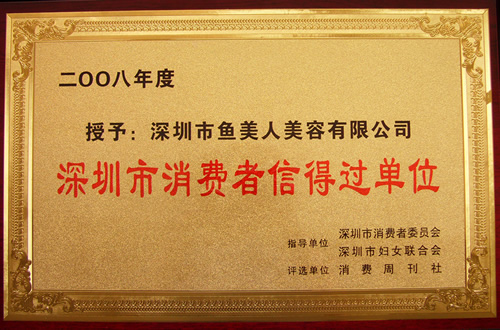 二〇〇八年度
授予：深圳市鱼美人美容有限公司
深圳市消费者信得过单位
指导单位 深圳市消费者委员会
深圳市妇女联合会
评选单位 消费周刊社